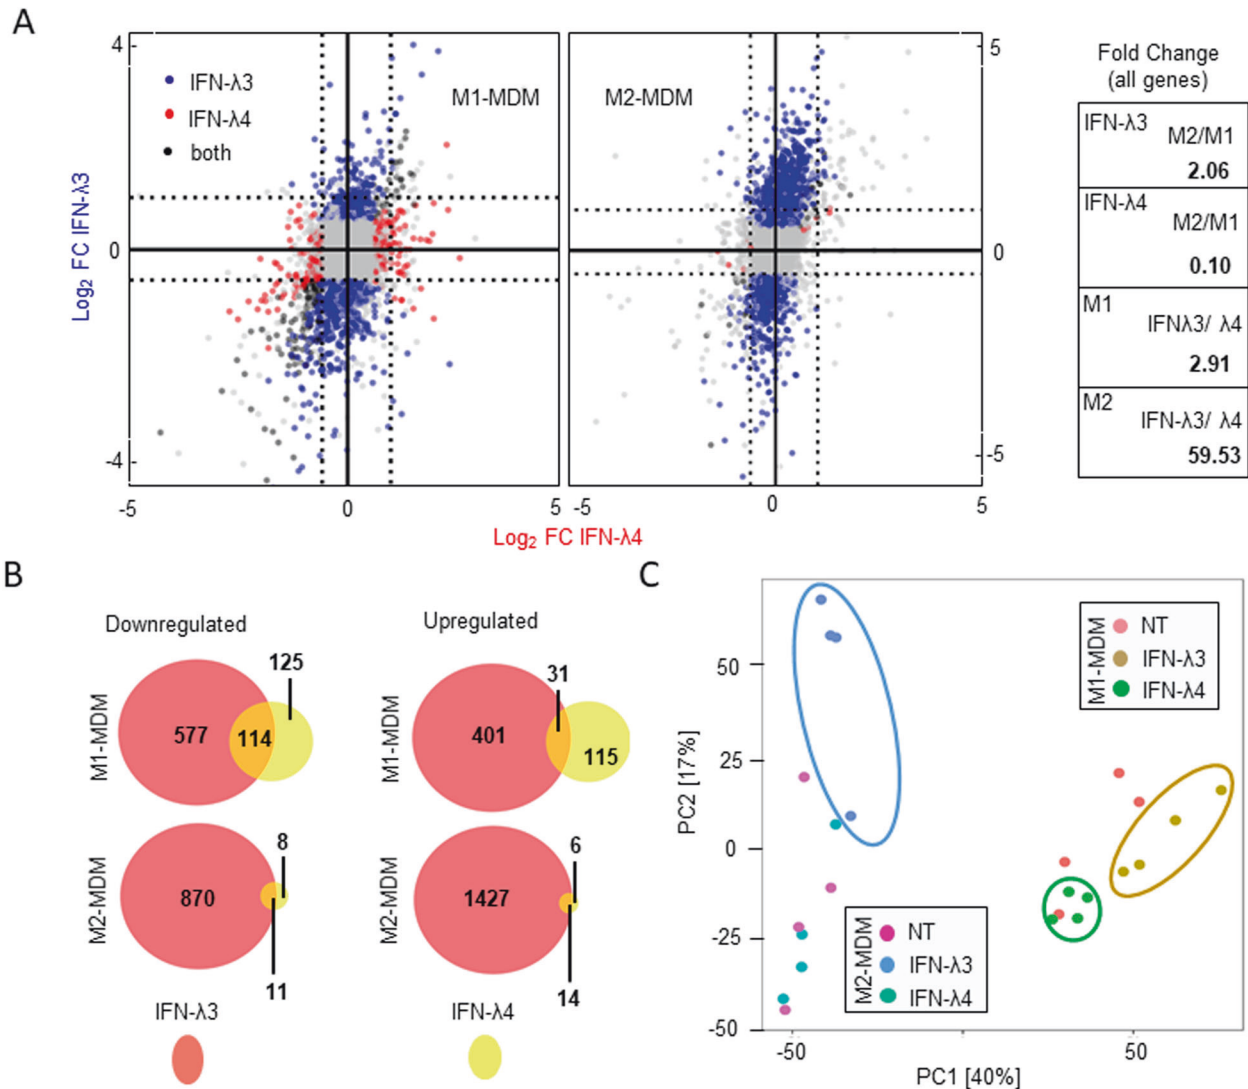 A
4
0
-4
Log2 FC IFN-λ3
IFN-λ3
IFN-λ4
both
M1-MDM
M2-MDM
5
0
-5
-5
0
5
-5
0
5
Log2 FC IFN-λ4
Fold Change
(all genes)
IFN-λ3
M2/M1
2.06
IFN-λ4
M2/M1
0.10
M1
IFNλ3/ λ4
2.91
M2
IFN-λ3/ λ4
59.53
B
Downregulated
Upregulated
M1-MDM
577
114
125
M1-MDM
401
31
115
M2-MDM
870
8
11
M2-MDM
1427
6
14
IFN-λ3
IFN-λ4
C
PC2 [17%]
50
25
0
-25
-50
-50
50
PC1 [40%]
M1-MDM
NT
IFN-λ3
IFN-λ4
M2-MDM
NT
IFN-λ3
IFN-λ4